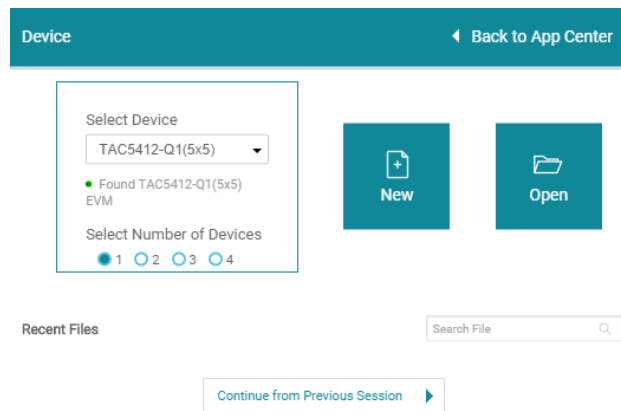 Device
Back to App Center
Select Device
TAC5412-Q1(5x5)
Found TAC5412-Q1(5x5)
EVM
Select Number of Devices
1 2 3 4
New
Open
Recent Files
Search File
Continue from Previous Session